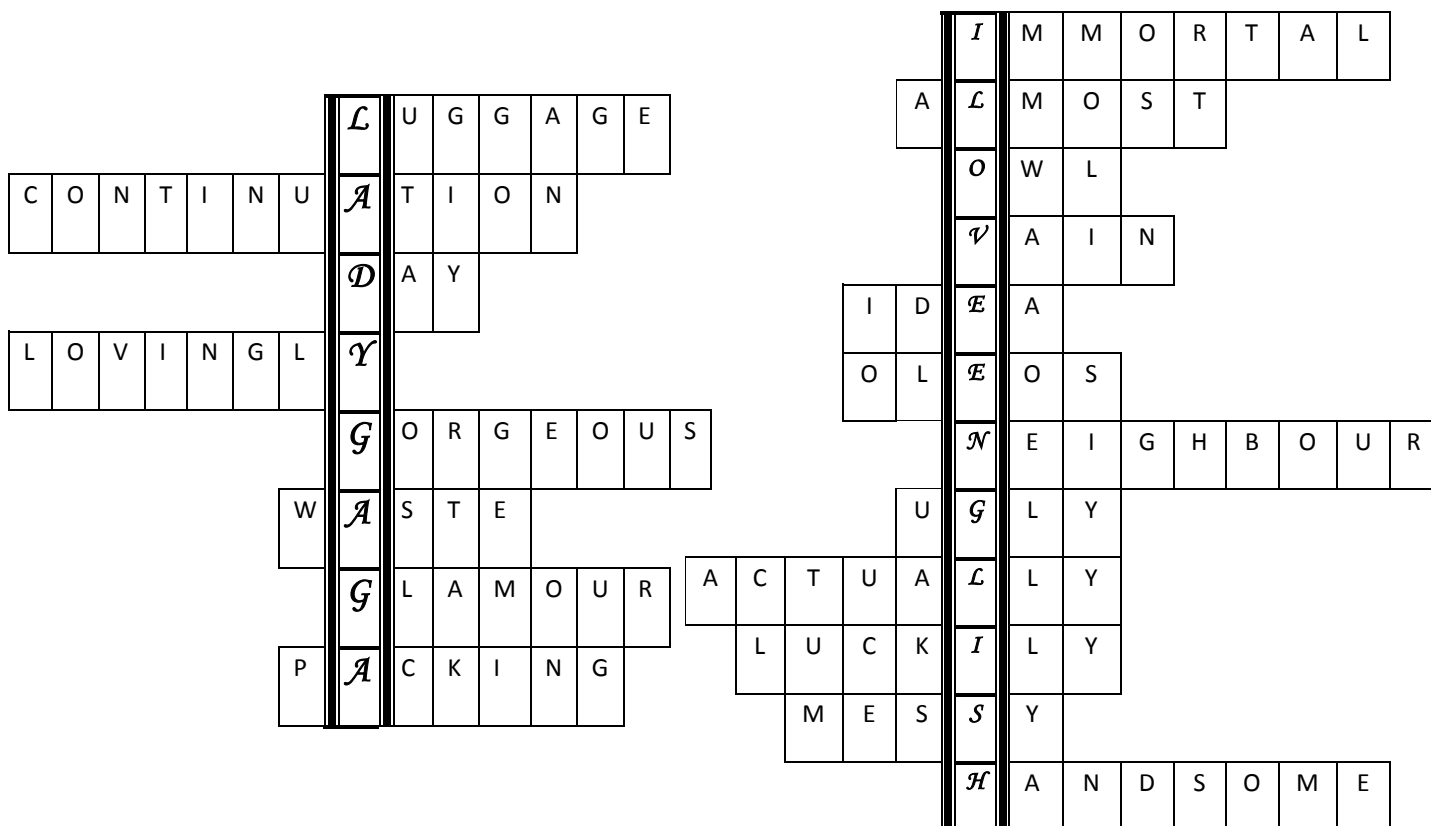 LUGGAGE
CONTINUATION
DAY
LOVINGLY
GORGEOUS
WASTE
GLAMOUR
PACKING
IMMORTAL
ALMOST
OWL
VAIN
IDEA
OLEOS
NEIGHBOUR
UGLY
ACTUALLY
LUCKILY
MESSY
HANDSOME